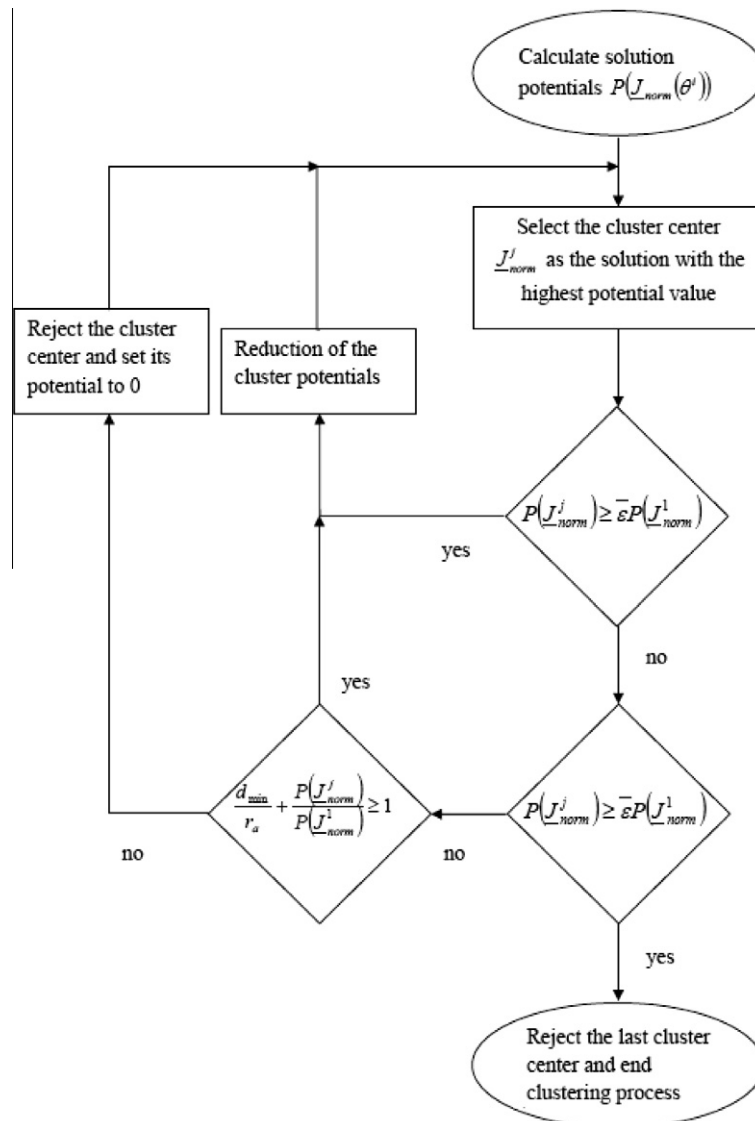 Calculate solution
potentials P(J_norm(θ^i))
Select the cluster center
J^j_norm as the solution with the
highest potential value
Reject the cluster
center and set its
potential to 0
Reduction of the
cluster potentials
P(J^j_norm) ≥ ε̅P(J^1_norm)
yes
no
yes
d_min/r_a + P(J^j_norm)/P(J^1_norm) ≥ 1
P(J^j_norm) ≥ ε̅P(J^1_norm)
no
no
yes
Reject the last cluster
center and end
clustering process